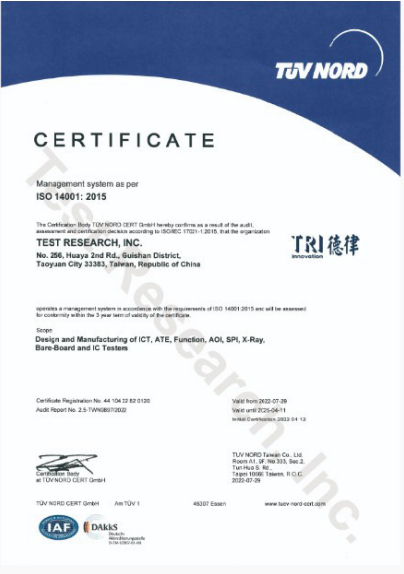 TÜV NORD
CERTIFICATE
Management system as per
ISO 14001: 2015
The Certification Body TÜV NORD CERT GmbH hereby confirms as a result of the audit,
assessment and certification decision according to ISO/IEC 17021-1:2015, that the organization
TEST RESEARCH, INC.
No. 256, Huaya 2nd Rd., Guishan District,
Taoyuan City 33383, Taiwan, Republic of China
TRI 德律
innovation
operates a management system in accordance with the requirements of ISO 14001:2015 and will be assessed
for conformity within the 3 year term of validity of the certificate.
Scope
Design and Manufacturing of ICT, ATE, Function, AOI, SPI, X-Ray,
Bare-Board and IC Testers
Certificate Registration No. 44 104 22 82 0120
Audit Report No. 2.5-TWN0857/2022
Valid from 2022-07-29
Valid until 2025-04-11
Initial Certification 2022-04-12
Certification Body
at TÜV NORD CERT GmbH
TÜV NORD Taiwan Co., Ltd.
Room A1, 9F, No.333, Sec.2,
Tun Hua S. Rd.,
Taipei 10666 Taiwan, R.O.C.
2022-07-29
TÜV NORD CERT GmbH Am TÜV 1 45307 Essen www.tuev-nord-cert.com
IAF
DAkkS
Deutsche
Akkreditierungsstelle
Test Research, Inc.